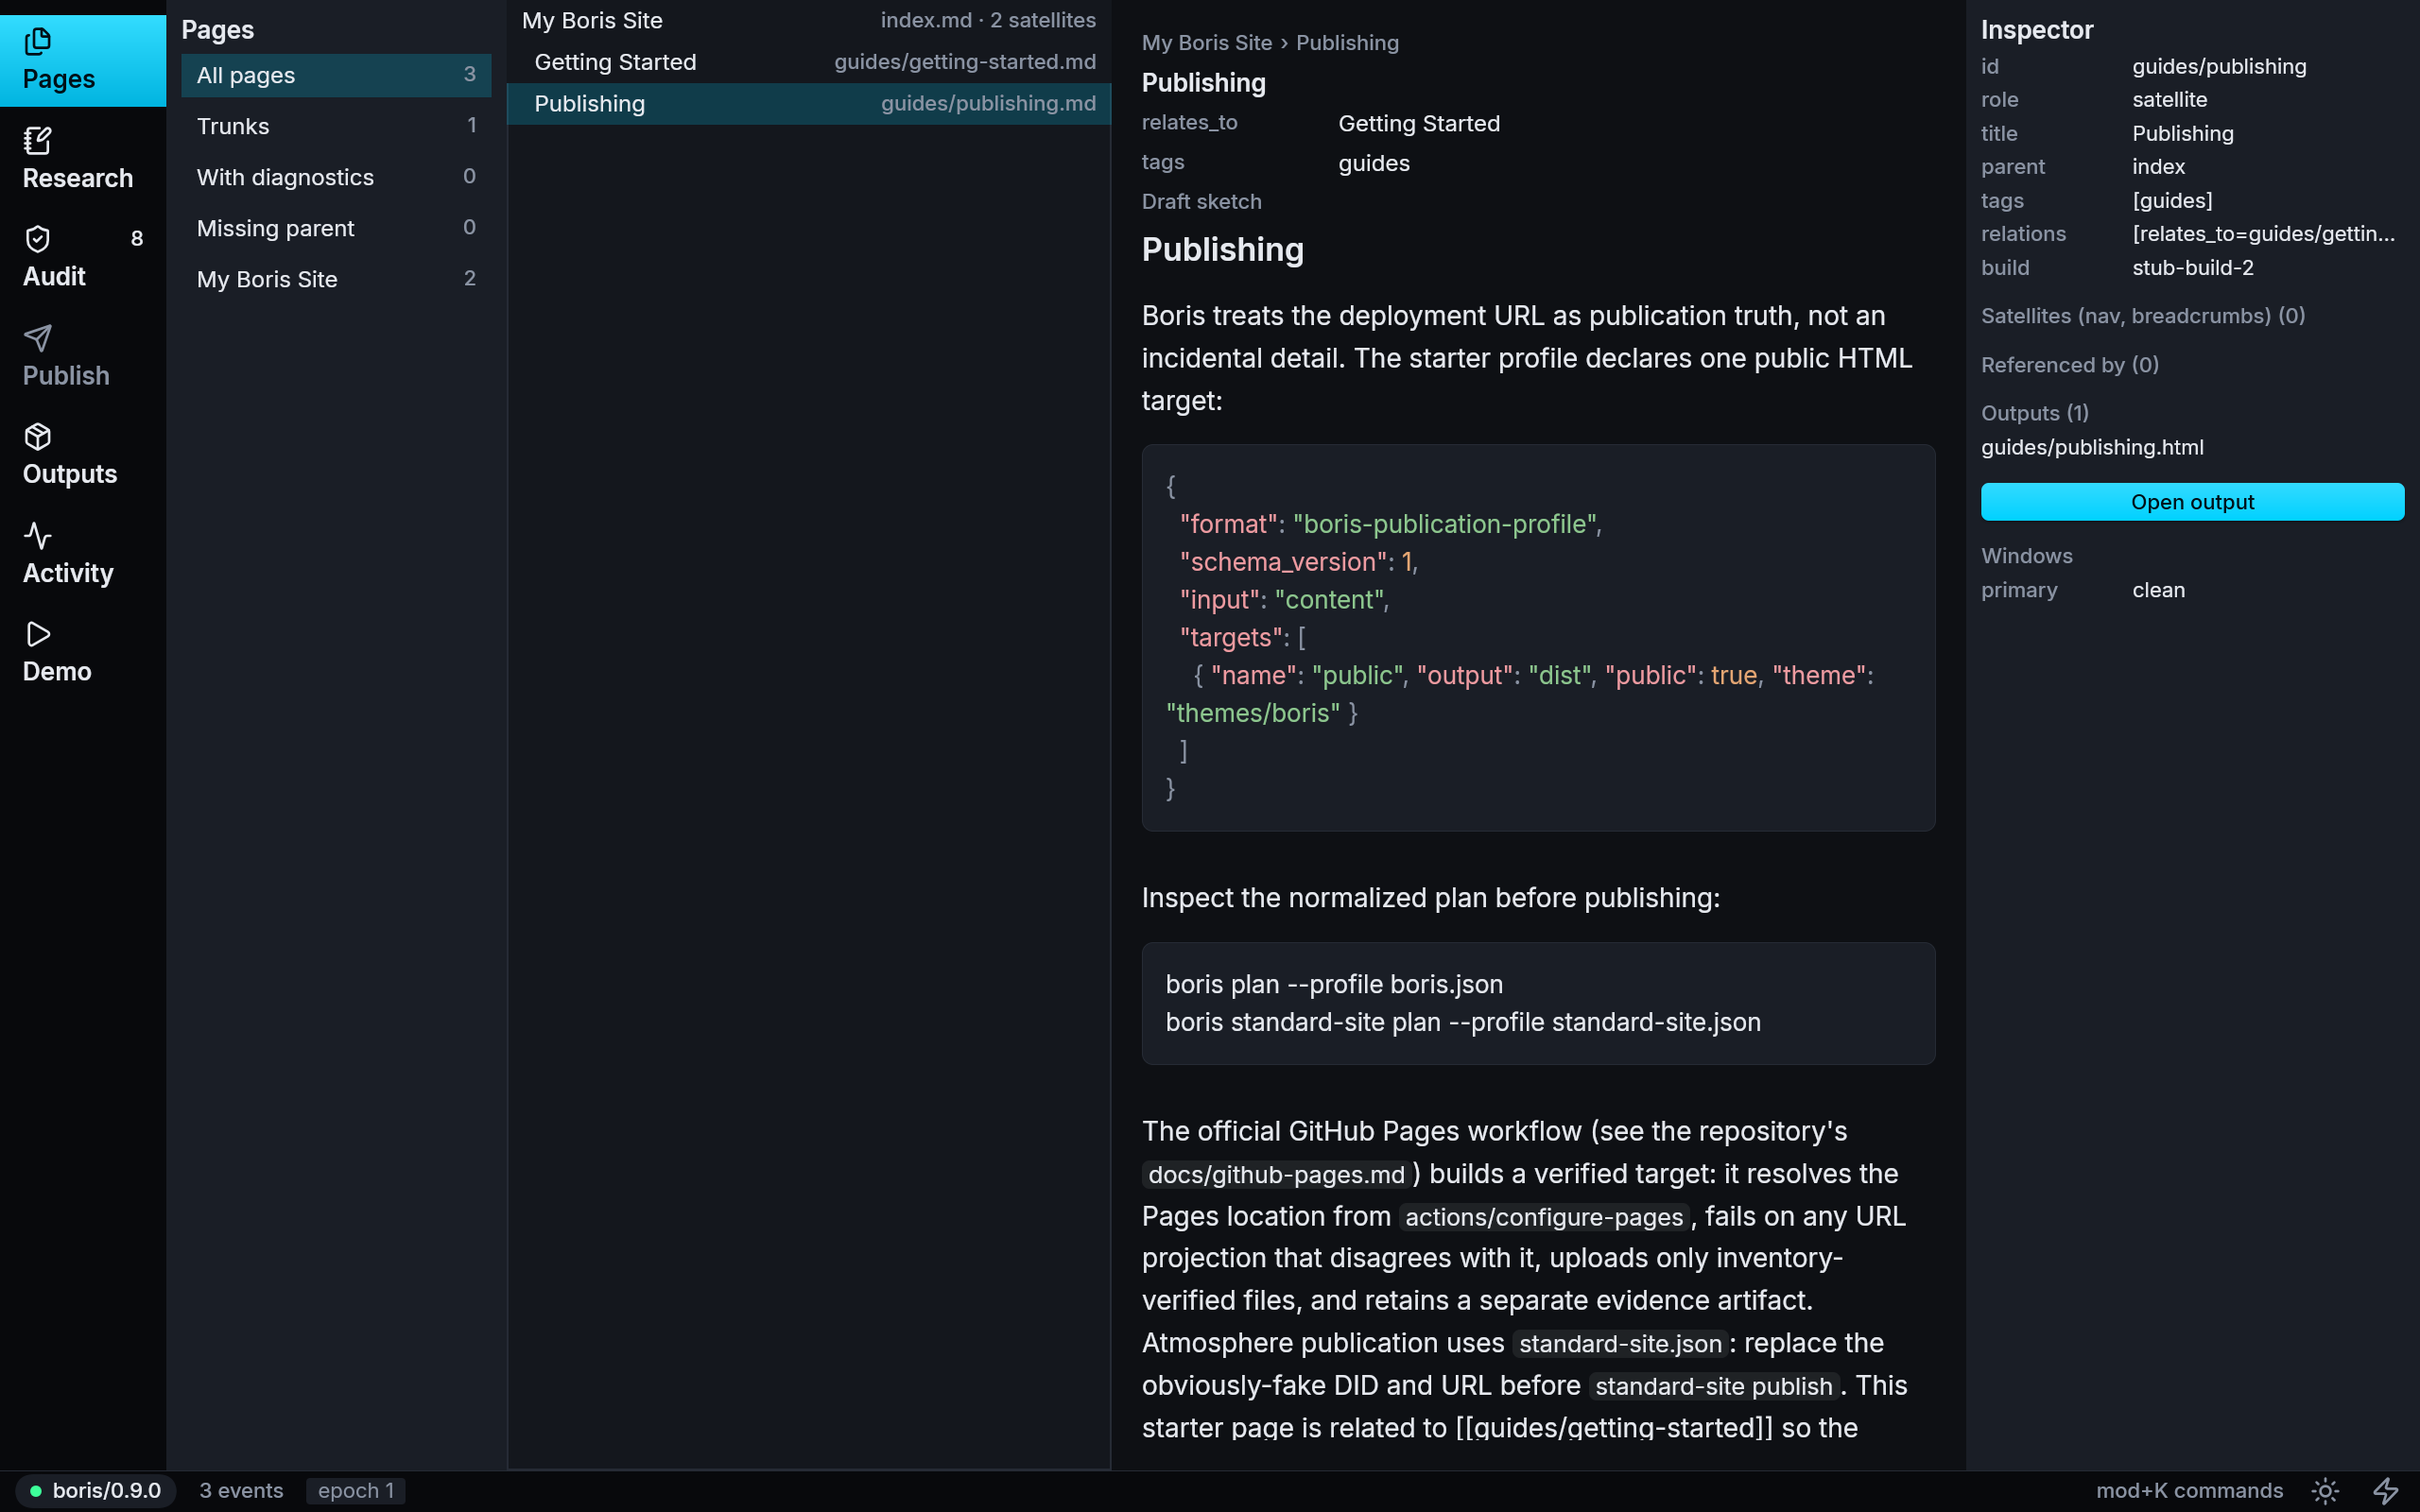 Pages
Research
8
Audit
Publish
Outputs
Activity
Demo
Pages
All pages 3
Trunks 1
With diagnostics 0
Missing parent 0
My Boris Site 2
My Boris Site index.md · 2 satellites
Getting Started guides/getting-started.md
Publishing guides/publishing.md
My Boris Site › Publishing
Publishing
relates_to Getting Started
tags guides
Draft sketch
Publishing
Boris treats the deployment URL as publication truth, not an
incidental detail. The starter profile declares one public HTML
target:
{
"format": "boris-publication-profile",
"schema_version": 1,
"input": "content",
"targets": [
{ "name": "public", "output": "dist", "public": true, "theme":
"themes/boris" }
]
}
Inspect the normalized plan before publishing:
boris plan --profile boris.json
boris standard-site plan --profile standard-site.json
The official GitHub Pages workflow (see the repository's
docs/github-pages.md) builds a verified target: it resolves the
Pages location from actions/configure-pages, fails on any URL
projection that disagrees with it, uploads only inventory-
verified files, and retains a separate evidence artifact.
Atmosphere publication uses standard-site.json: replace the
obviously-fake DID and URL before standard-site publish. This
starter page is related to [[guides/getting-started]] so the
Inspector
id guides/publishing
role satellite
title Publishing
parent index
tags [guides]
relations [relates_to=guides/gettin...
build stub-build-2
Satellites (nav, breadcrumbs) (0)
Referenced by (0)
Outputs (1)
guides/publishing.html
Open output
Windows
primary clean
boris/0.9.0 3 events epoch 1
mod+K commands